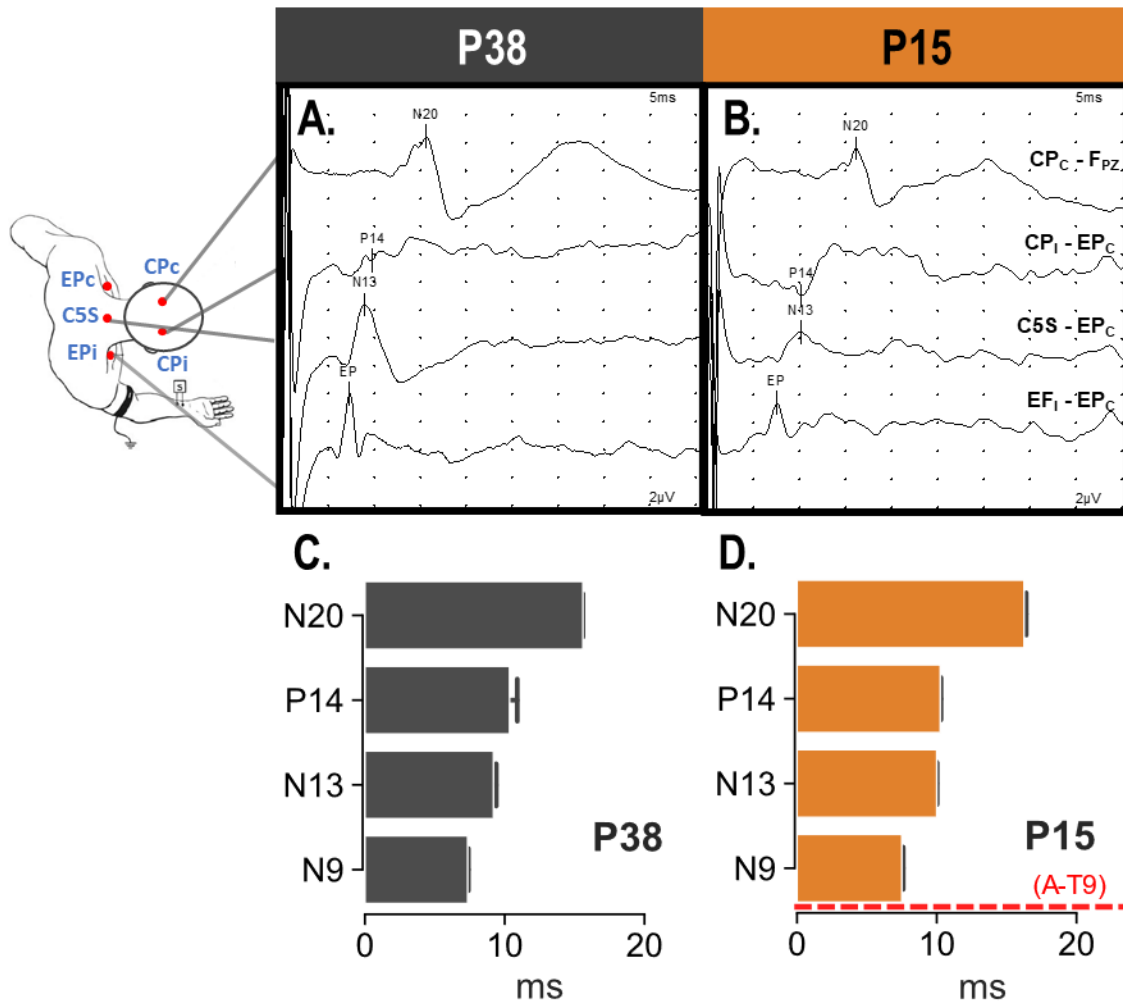 P38
P15
A.
5ms
N20
P14
N13
EP
2µV
B.
5ms
N20
CPC - FPZ
CPI - EPC
P14
N13
C5S - EPC
EP
EFI - EPC
2µV
EPc
CPc
C5S
EPi
CPi
S
C.
N20
P14
N13
N9
P38
0 10 20
ms
D.
N20
P14
N13
N9
P15
(A-T9)
0 10 20
ms